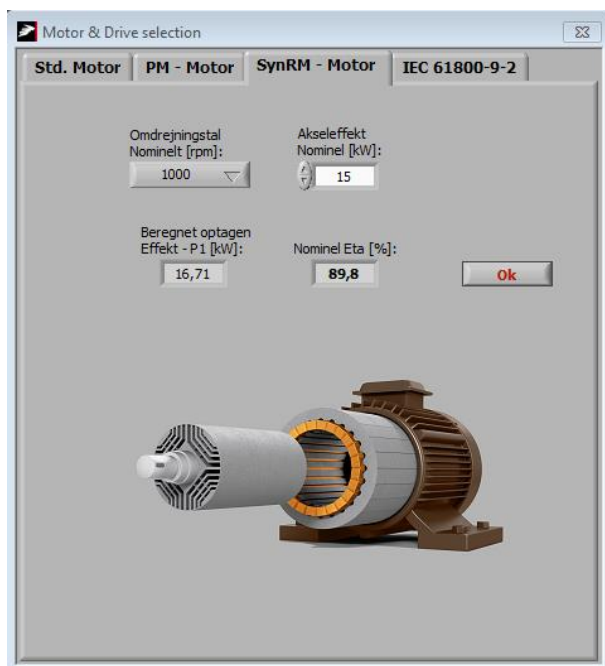 Motor & Drive selection
Std. Motor PM - Motor SynRM - Motor IEC 61800-9-2
Omdrejningstal
Nominelt [rpm]:
1000
Akseleffekt
Nominel [kW]:
15
Beregnet optagen
Effekt - P1 [kW]:
16,71
Nominel Eta [%]:
89,8
Ok